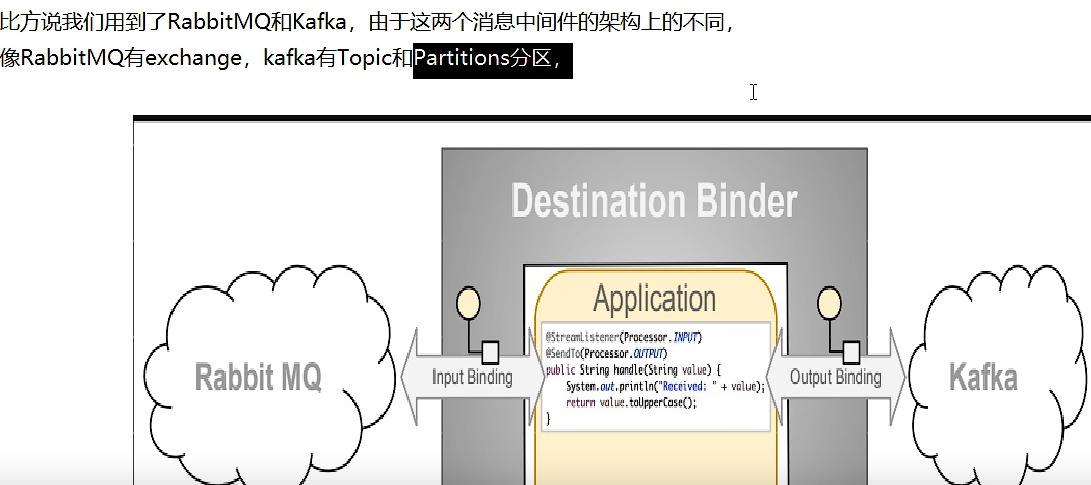 比方说我们用到了RabbitMQ和Kafka，由于这两个消息中间件的架构上的不同，
像RabbitMQ有exchange，kafka有Topic和Partitions分区，
Destination Binder
Application
@StreamListener(Processor.INPUT)
@SendTo(Processor.OUTPUT)
public String handle(String value) {
System.out.println("Received: " + value);
return value.toUpperCase();
}
Rabbit MQ
Input Binding
Output Binding
Kafka